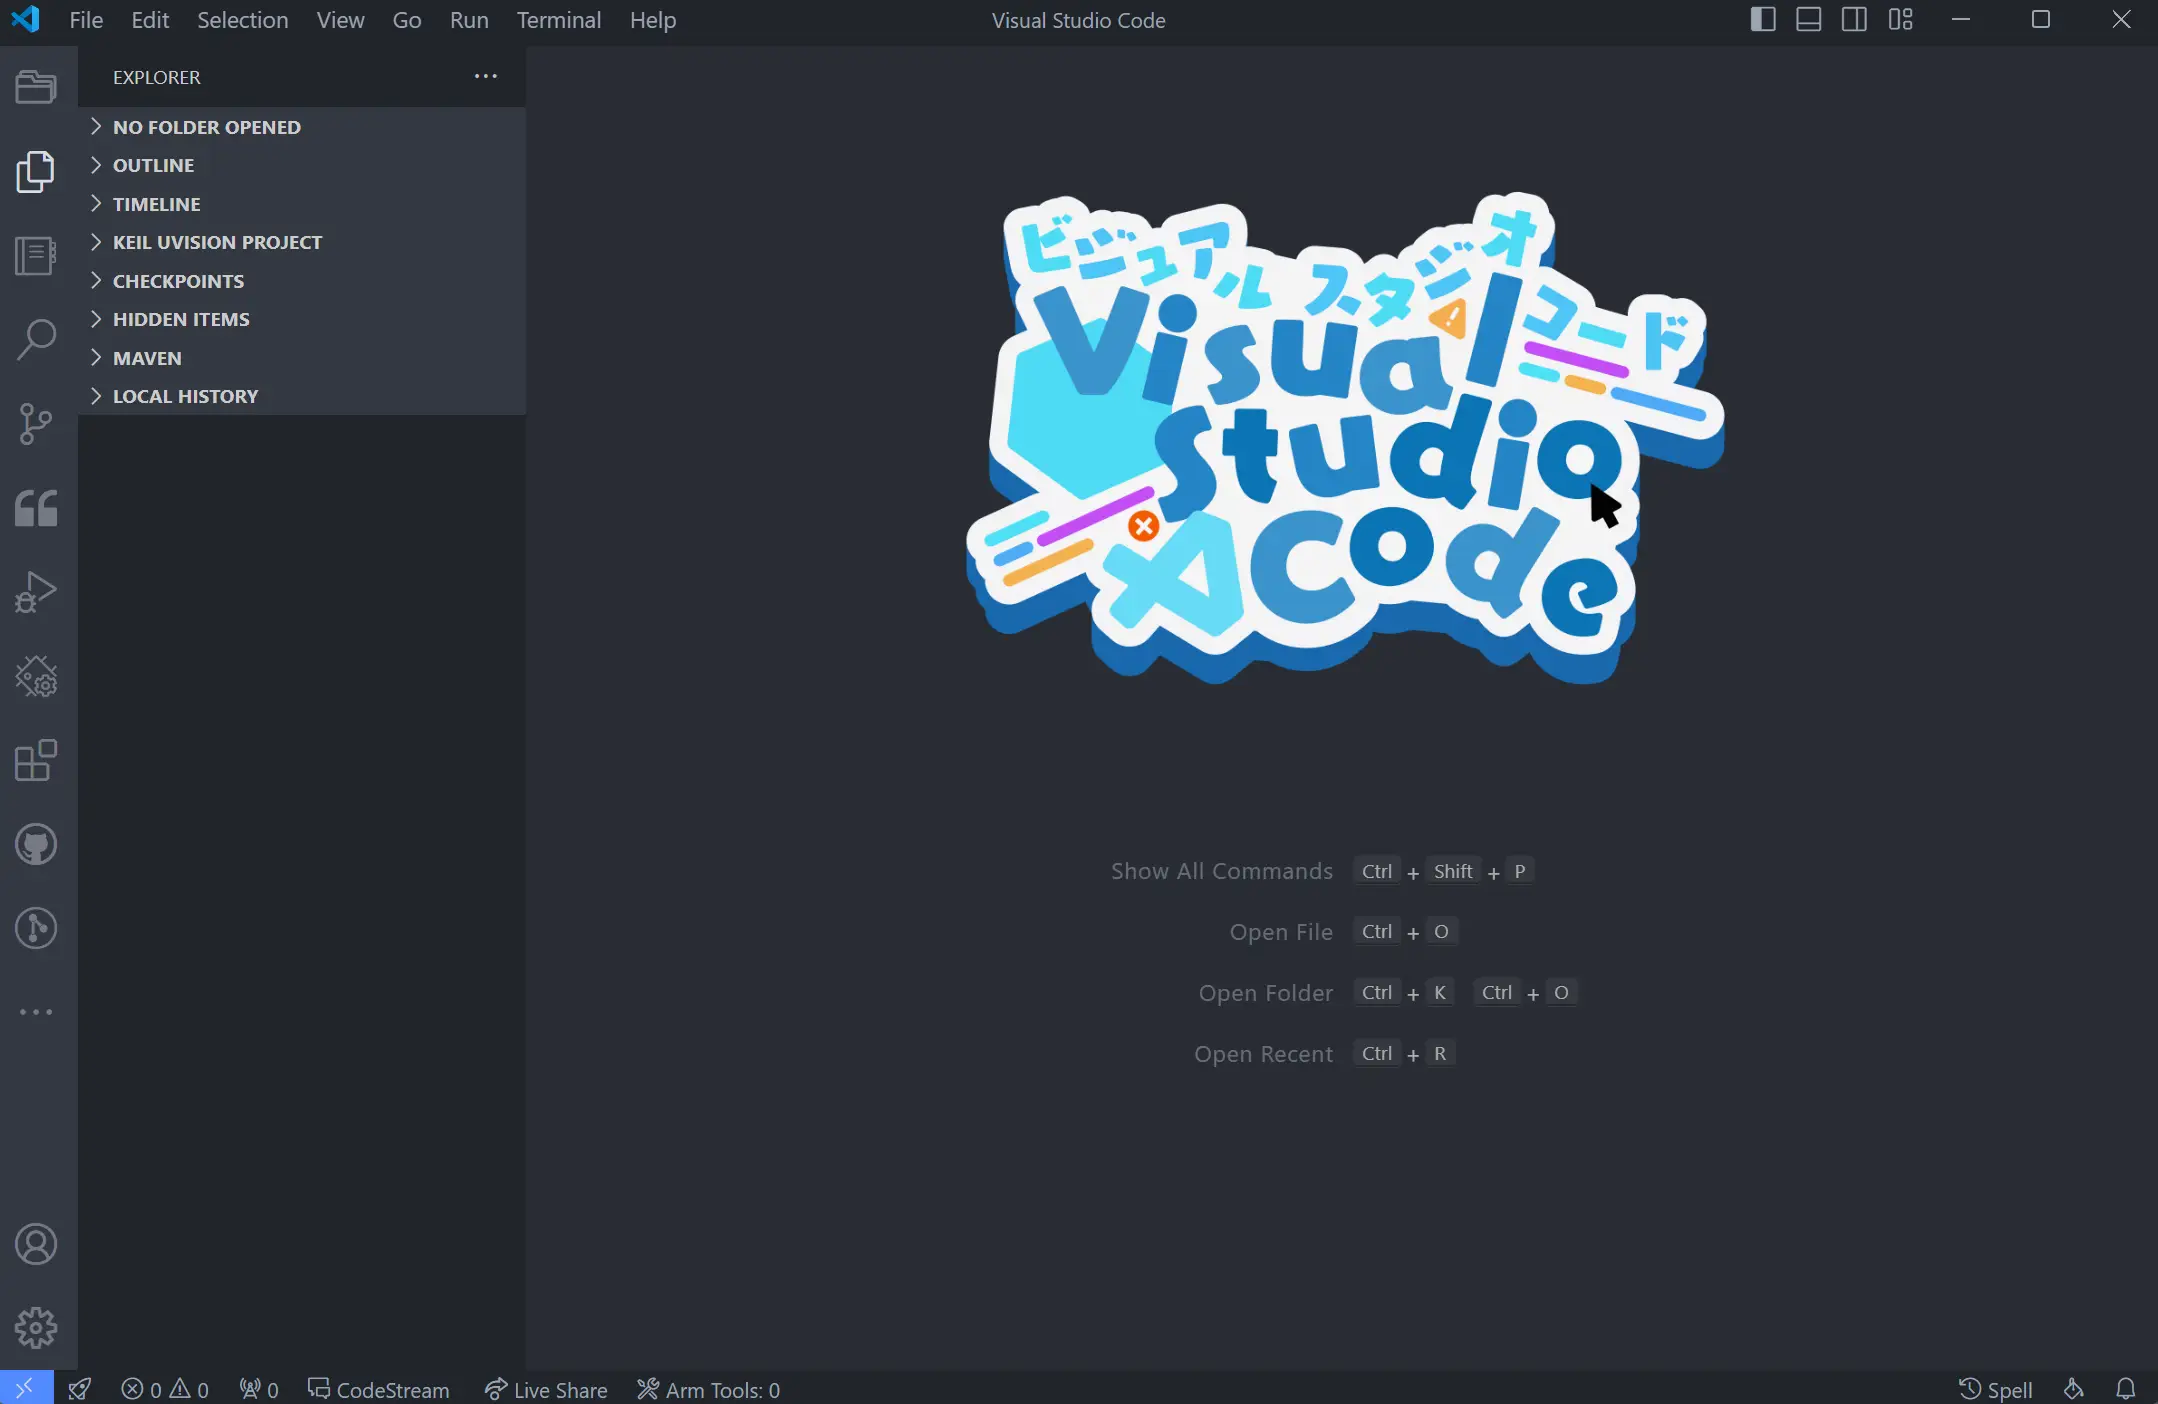 File Edit Selection View Go Run Terminal Help
Visual Studio Code
EXPLORER
NO FOLDER OPENED
OUTLINE
TIMELINE
KEIL UVISION PROJECT
CHECKPOINTS
HIDDEN ITEMS
MAVEN
LOCAL HISTORY
ビジュアル スタジオ コード
Visual
Studio
Code
Show All Commands Ctrl + Shift + P
Open File Ctrl + O
Open Folder Ctrl + K Ctrl + O
Open Recent Ctrl + R
0 0 0 CodeStream Live Share Arm Tools: 0 Spell